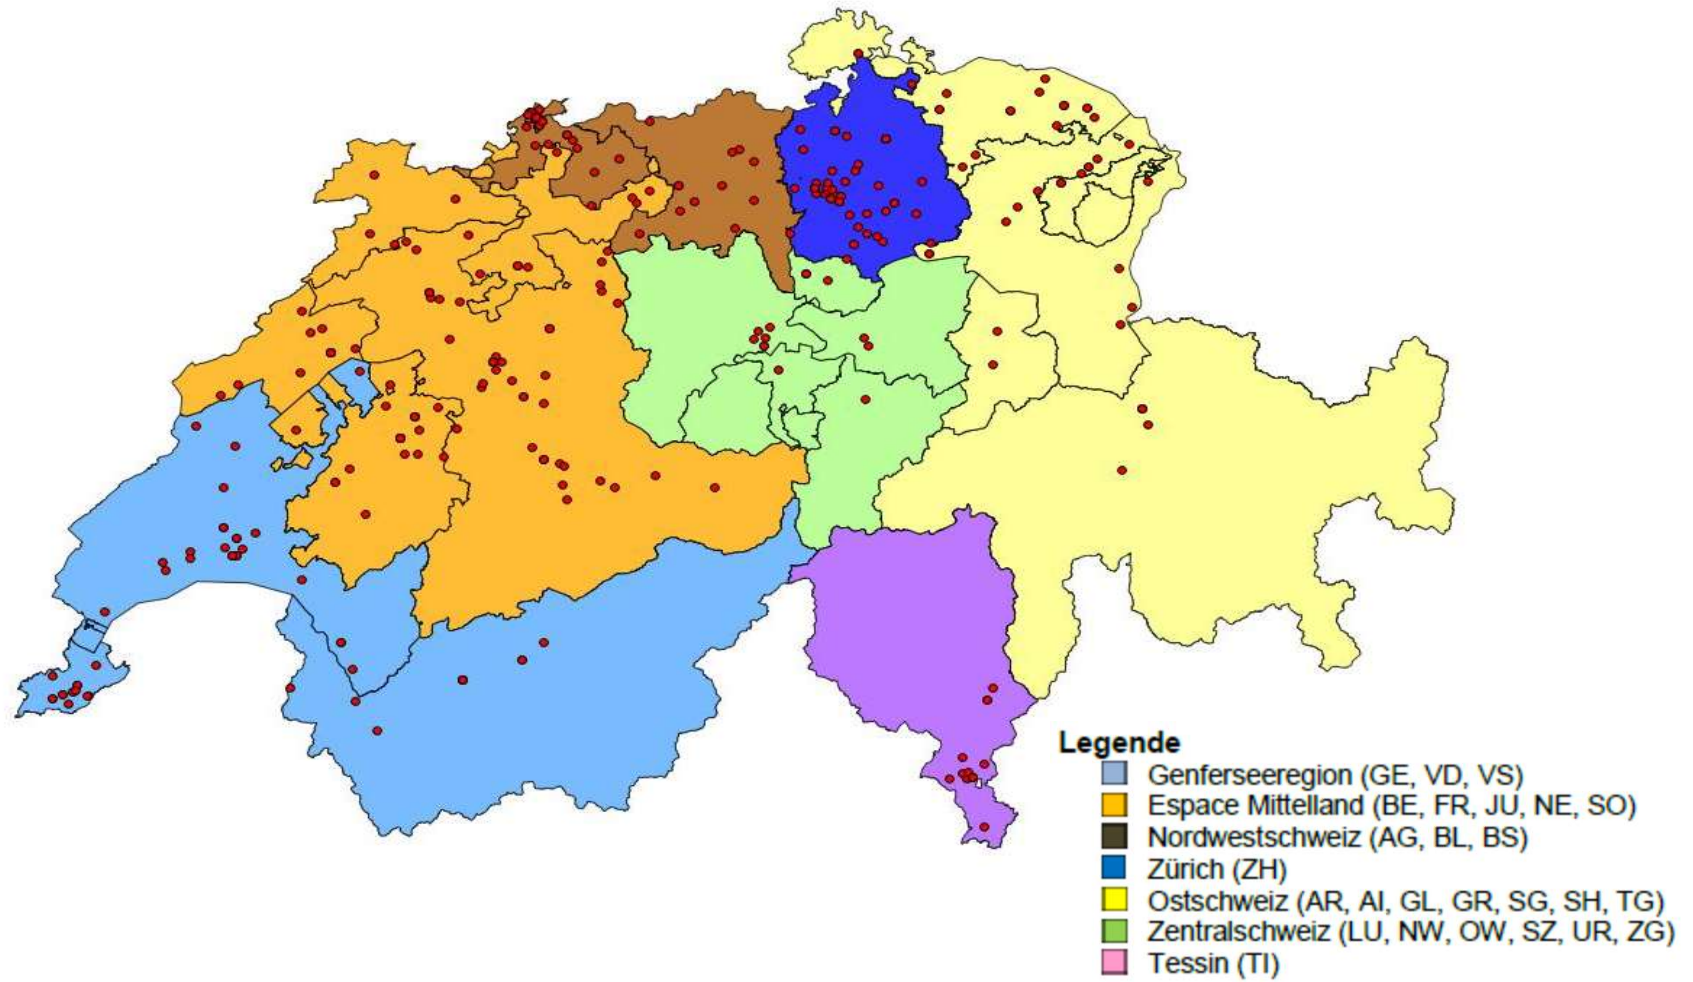 Legende
Genferseeregion (GE, VD, VS)
Espace Mittelland (BE, FR, JU, NE, SO)
Nordwestschweiz (AG, BL, BS)
Zürich (ZH)
Ostschweiz (AR, AI, GL, GR, SG, SH, TG)
Zentralschweiz (LU, NW, OW, SZ, UR, ZG)
Tessin (TI)